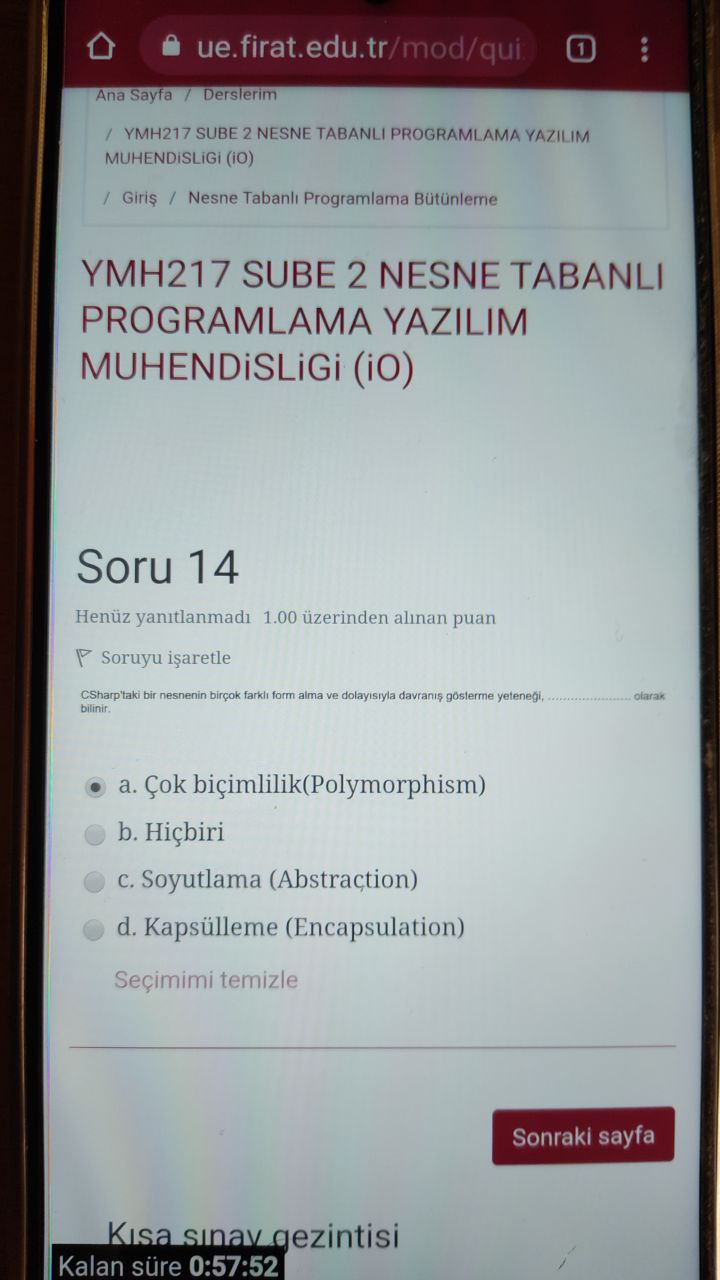 ue.firat.edu.tr/mod/qui
1
Ana Sayfa / Derslerim
/ YMH217 SUBE 2 NESNE TABANLI PROGRAMLAMA YAZILIM
MUHENDiSLiGi (iO)
/ Giriş / Nesne Tabanlı Programlama Bütünleme
YMH217 SUBE 2 NESNE TABANLI
PROGRAMLAMA YAZILIM
MUHENDiSLiGi (iO)
Soru 14
Henüz yanıtlanmadı 1.00 üzerinden alınan puan
Soruyu işaretle
CSharp'taki bir nesnenin birçok farklı form alma ve dolayısıyla davranış gösterme yeteneği, ........................ olarak
bilinir.
a. Çok biçimlilik(Polymorphism)
b. Hiçbiri
c. Soyutlama (Abstraction)
d. Kapsülleme (Encapsulation)
Seçimimi temizle
Sonraki sayfa
Kısa sınav gezintisi
Kalan süre 0:57:52